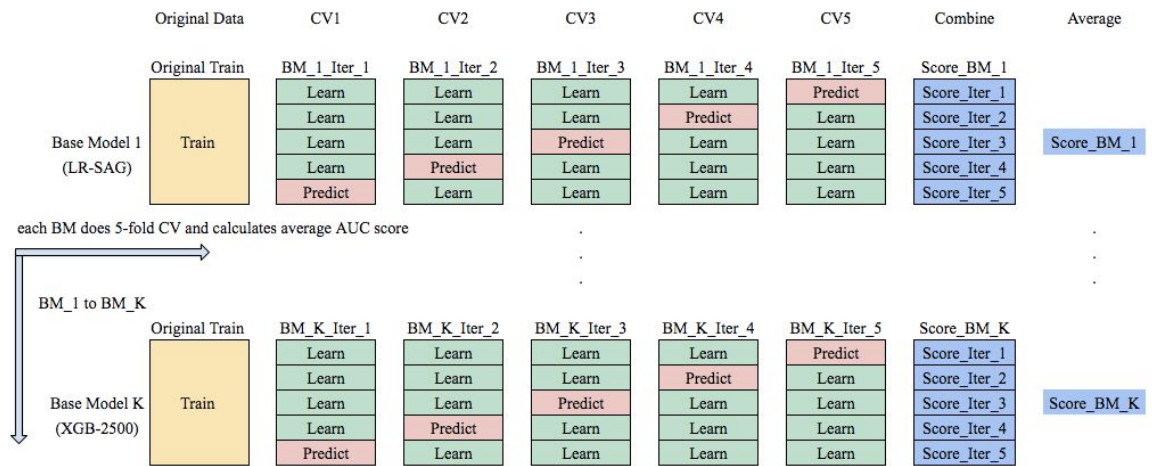 Original Data CV1 CV2 CV3 CV4 CV5 Combine Average
Original Train BM_1_Iter_1 BM_1_Iter_2 BM_1_Iter_3 BM_1_Iter_4 BM_1_Iter_5 Score_BM_1
Learn Learn Learn Learn Predict Score_Iter_1
Learn Learn Learn Predict Learn Score_Iter_2
Base Model 1 Train Learn Learn Predict Learn Learn Score_Iter_3 Score_BM_1
(LR-SAG) Learn Predict Learn Learn Learn Score_Iter_4
Predict Learn Learn Learn Learn Score_Iter_5
each BM does 5-fold CV and calculates average AUC score . .
. .
. .
BM_1 to BM_K
Original Train BM_K_Iter_1 BM_K_Iter_2 BM_K_Iter_3 BM_K_Iter_4 BM_K_Iter_5 Score_BM_K
Learn Learn Learn Learn Predict Score_Iter_1
Learn Learn Learn Predict Learn Score_Iter_2
Base Model K Train Learn Learn Predict Learn Learn Score_Iter_3 Score_BM_K
(XGB-2500) Learn Predict Learn Learn Learn Score_Iter_4
Predict Learn Learn Learn Learn Score_Iter_5